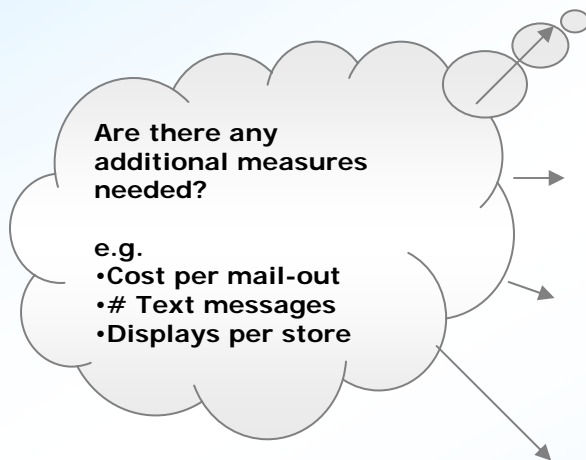 Are there any
additional measures
needed?
e.g.
•Cost per mail-out
•# Text messages
•Displays per store